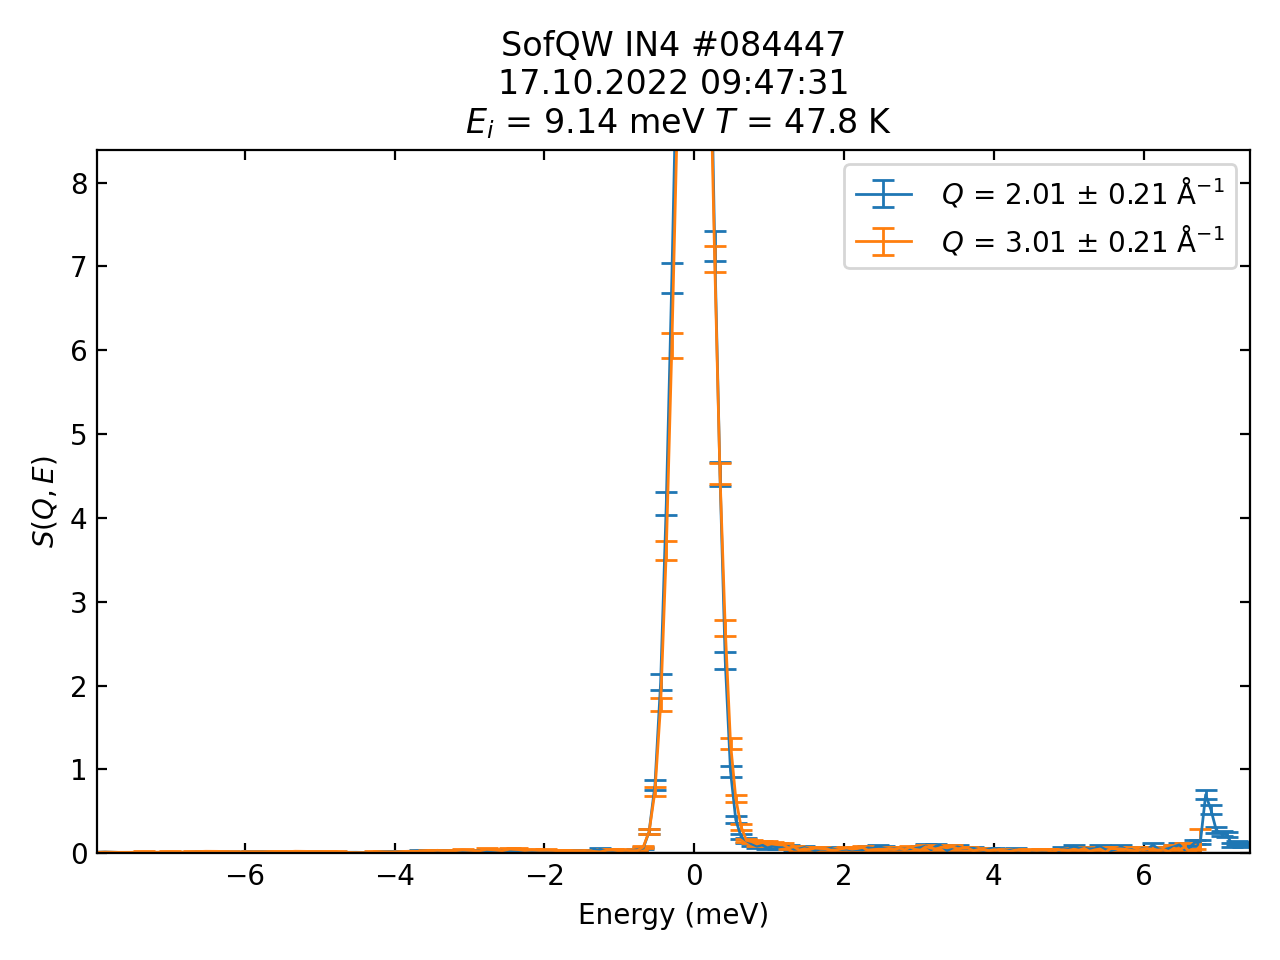 SofQW IN4 #084447
17.10.2022 09:47:31
E_i = 9.14 meV T = 47.8 K
Q = 2.01 ± 0.21 Å⁻¹
Q = 3.01 ± 0.21 Å⁻¹
S(Q, E)
8
7
6
5
4
3
2
1
0
−6 −4 −2 0 2 4 6
Energy (meV)